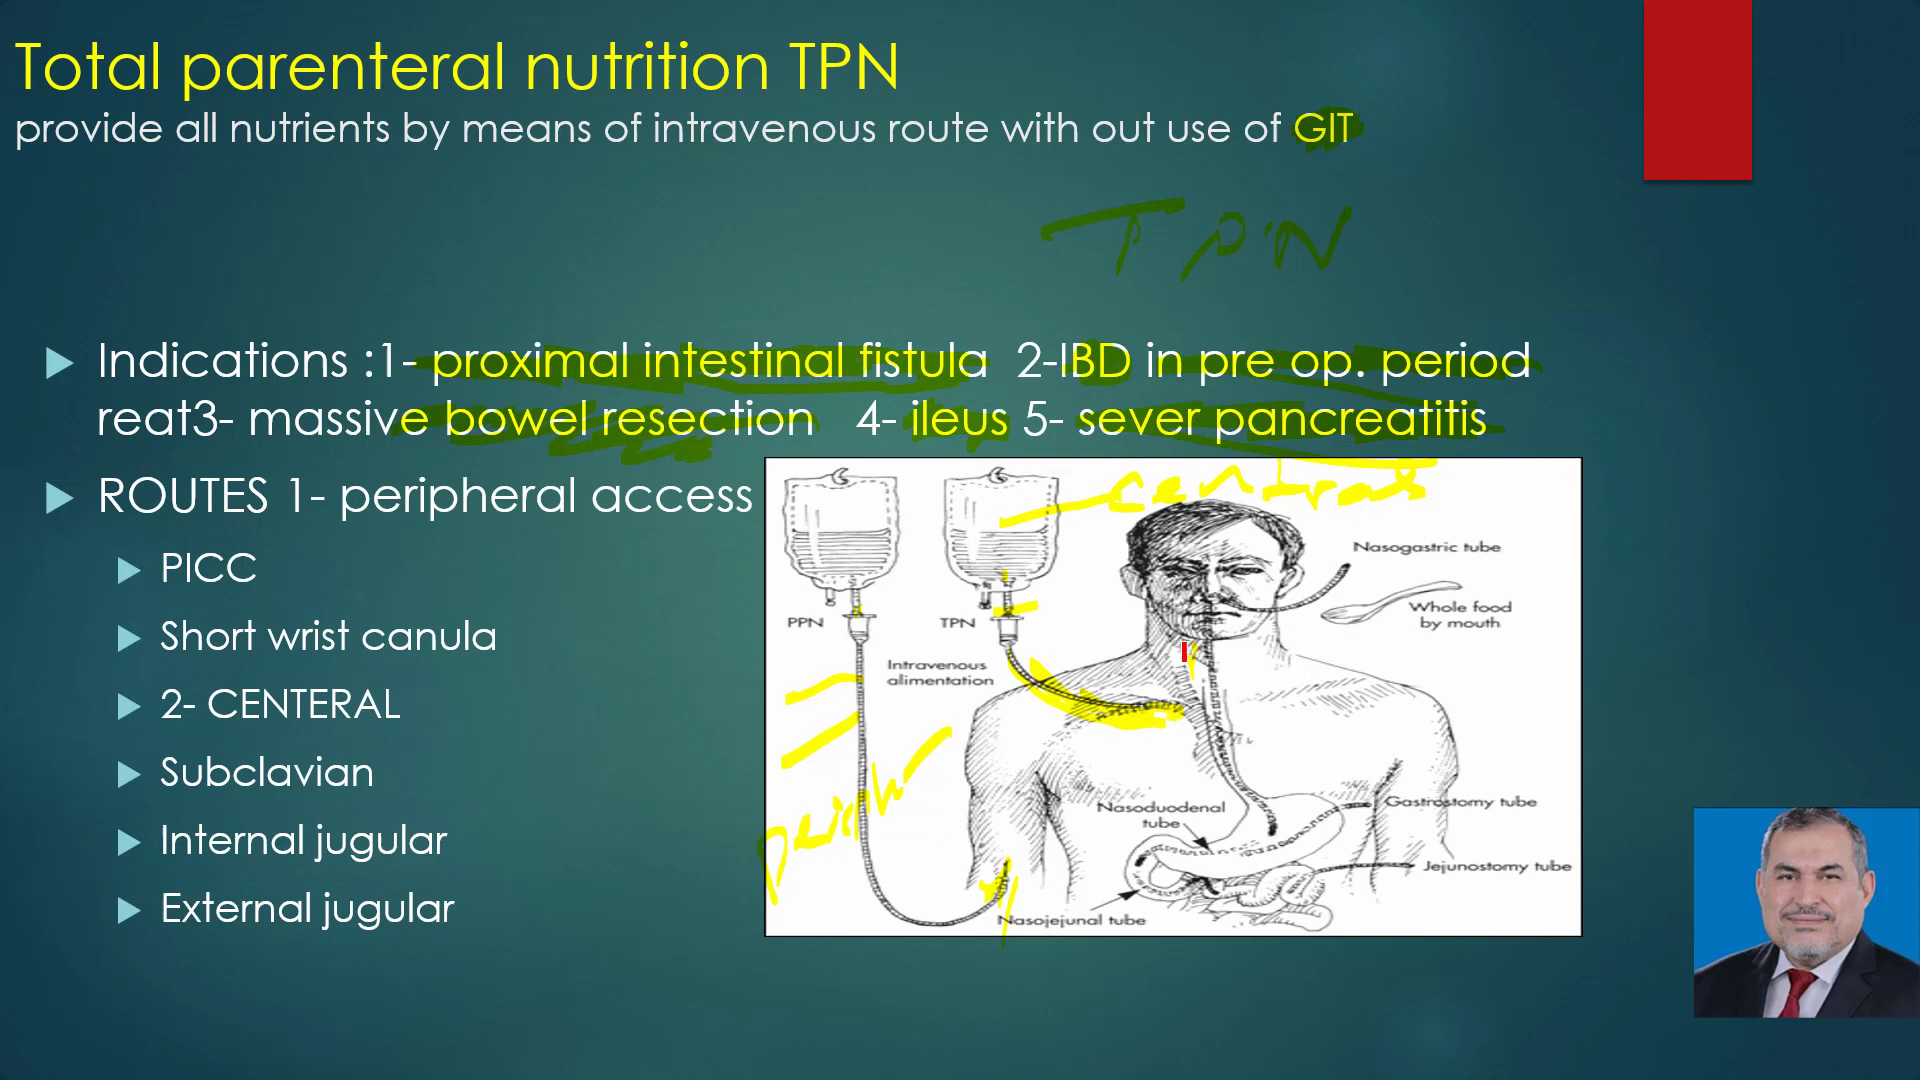 Total parenteral nutrition TPN
provide all nutrients by means of intravenous route with out use of GIT
TPN
Indications :1- proximal intestinal fistula 2-IBD in pre op. period
reat3- massive bowel resection 4- ileus 5- sever pancreatitis
ROUTES 1- peripheral access
PICC
Short wrist canula
2- CENTERAL
Subclavian
Internal jugular
External jugular
central
Nasogastric tube
Whole food
by mouth
PPN
TPN
Intravenous
alimentation
periph
Nasoduodenal
tube
Gastrostomy tube
Jejunostomy tube
Nasojejunal tube